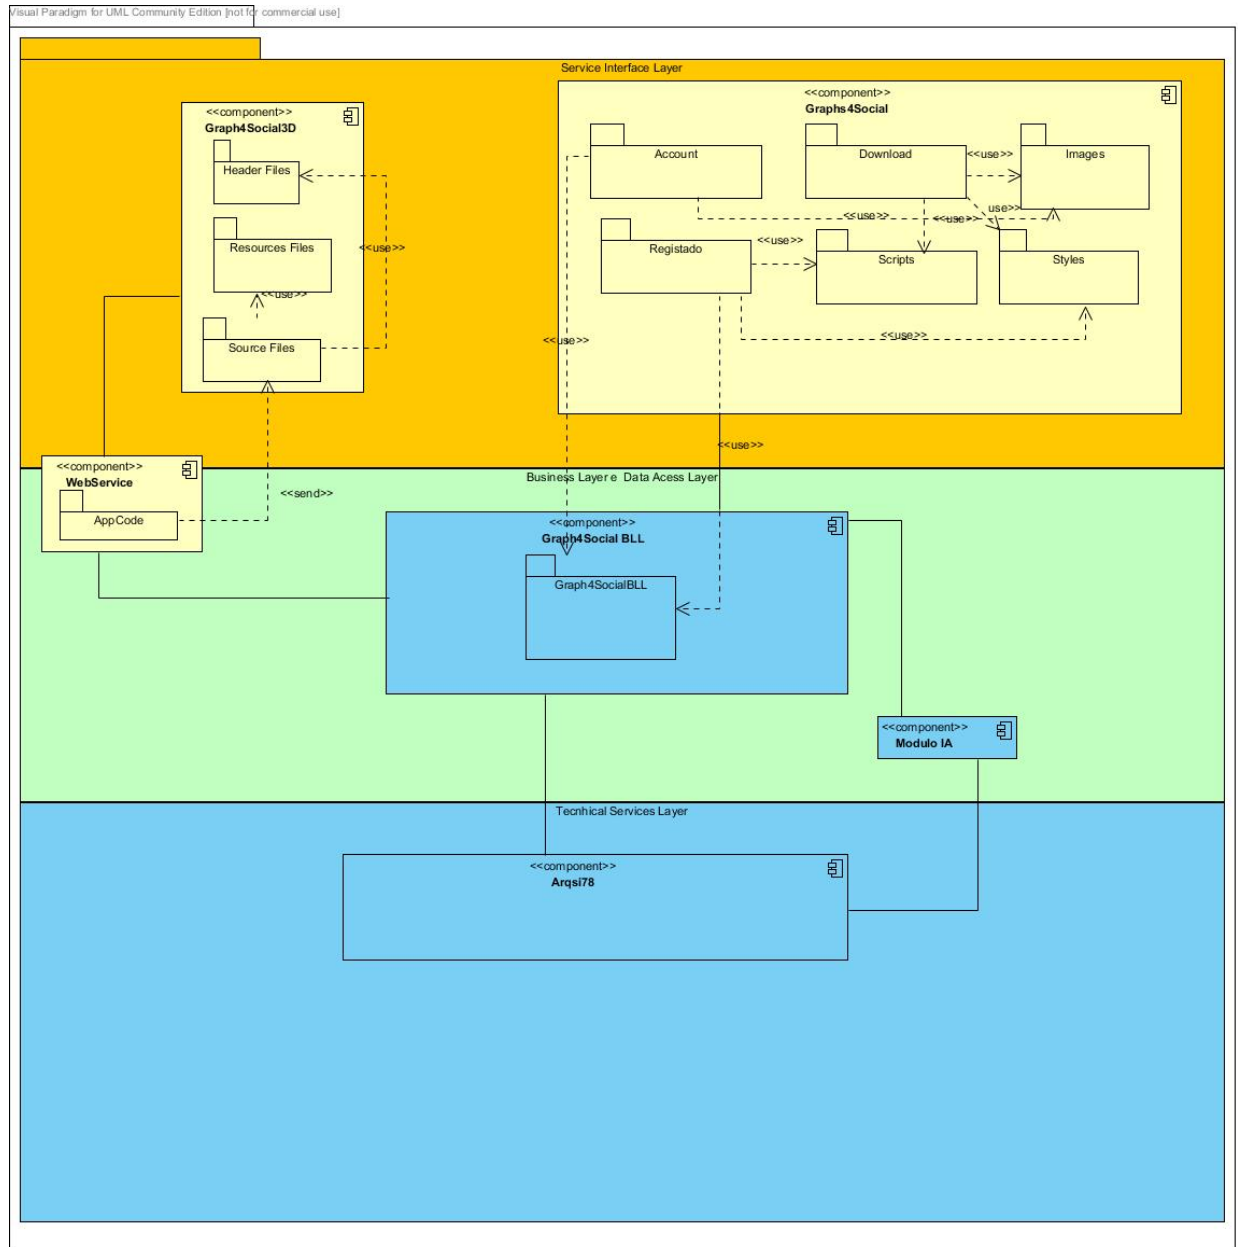 Visual Paradigm for UML Community Edition [not for commercial use]
Service Interface Layer
<<component>>
Graph4Social3D
Header Files
Resources Files
<<use>>
<<use>>
Source Files
<<component>>
Graphs4Social
Account
Download
<<use>>
Images
<<use>>
<<use>>
use>>
Registado
<<use>>
Scripts
Styles
<<use>>
<<use>>
<<use>>
<<component>>
WebService
AppCode
<<send>>
Business Layer e Data Acess Layer
<<component>>
Graph4Social BLL
Graph4SocialBLL
<<component>>
Modulo IA
Tecnhical Services Layer
<<component>>
Arqsi78